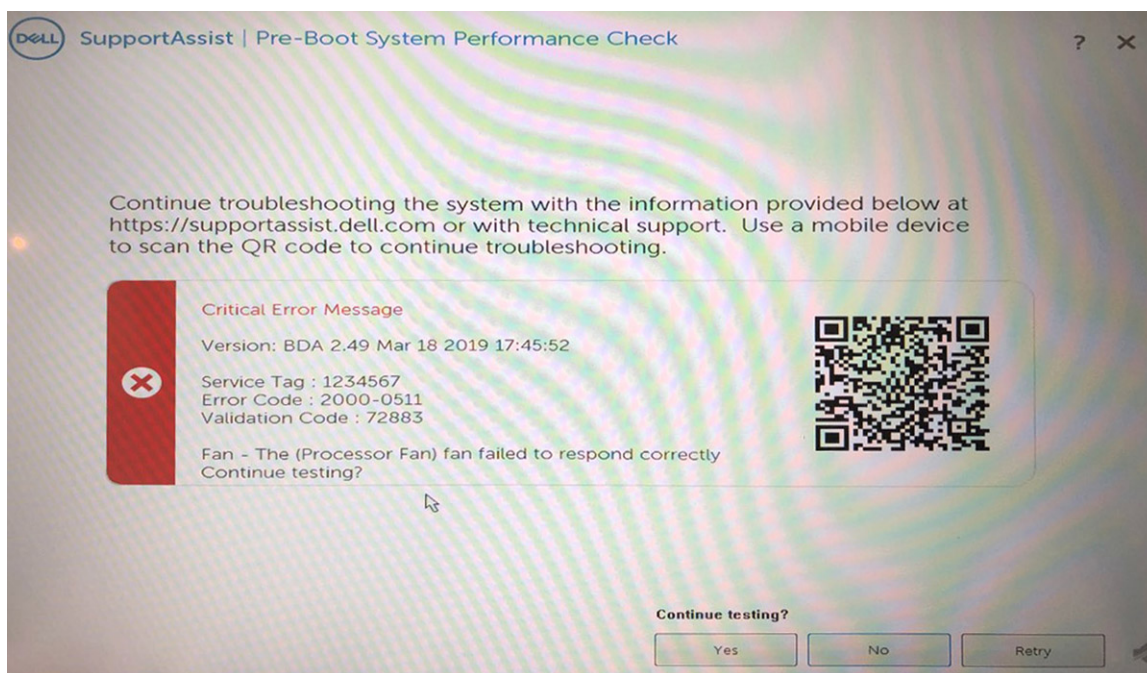 DELL
SupportAssist | Pre-Boot System Performance Check
? ×
Continue troubleshooting the system with the information provided below at
https://supportassist.dell.com or with technical support. Use a mobile device
to scan the QR code to continue troubleshooting.
Critical Error Message
Version: BDA 2.49 Mar 18 2019 17:45:52
Service Tag : 1234567
Error Code : 2000-0511
Validation Code : 72883
Fan - The (Processor Fan) fan failed to respond correctly
Continue testing?
Continue testing?
Yes
No
Retry